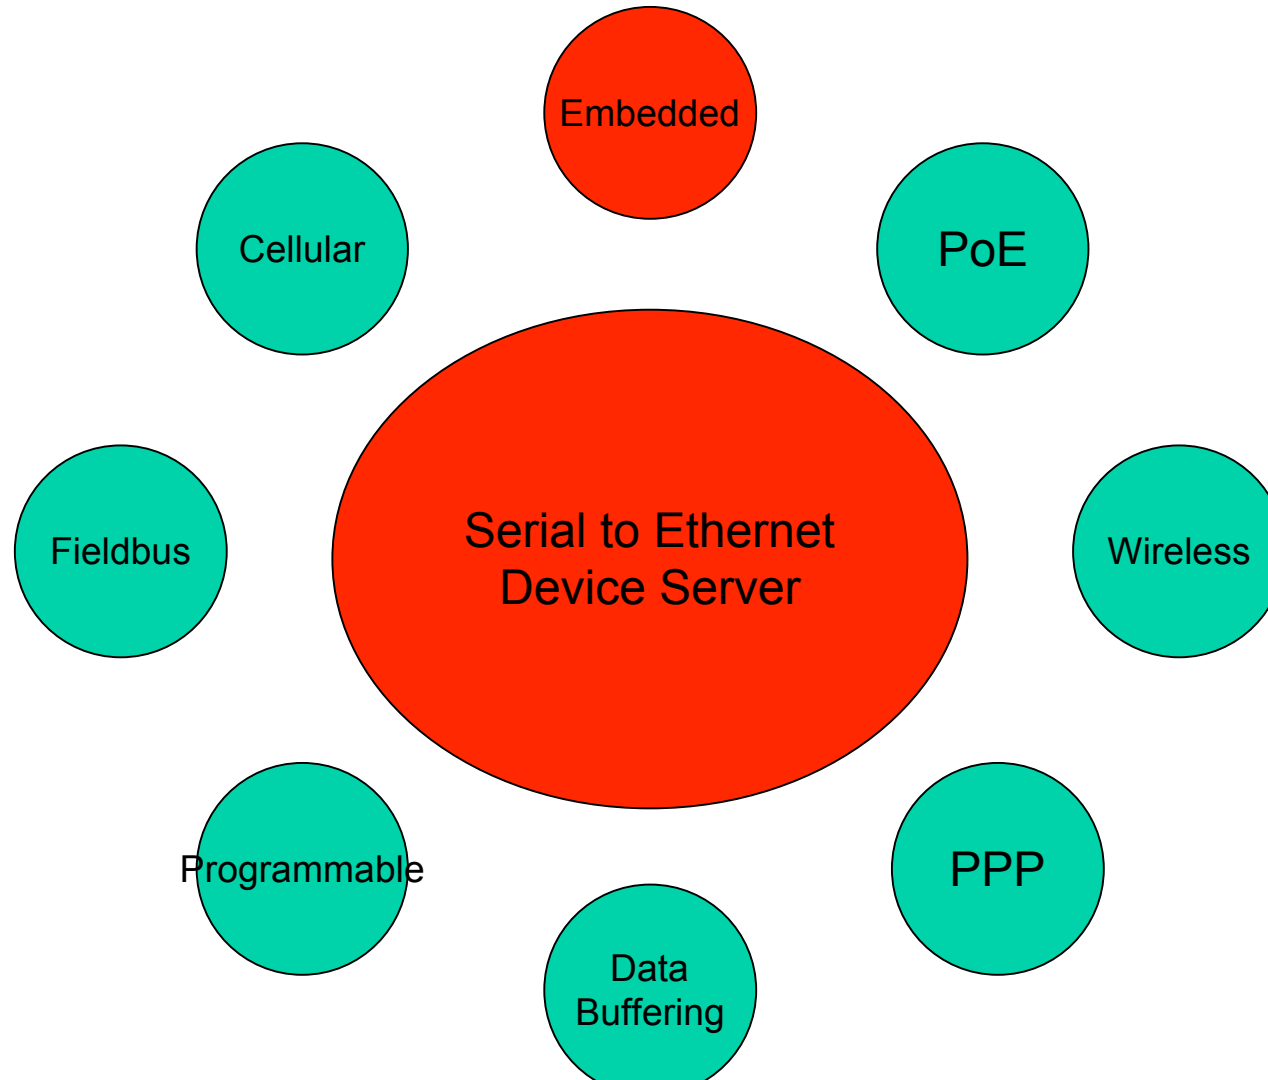 Embedded
Cellular
PoE
Serial to Ethernet
Device Server
Fieldbus
Wireless
Programmable
PPP
Data
Buffering